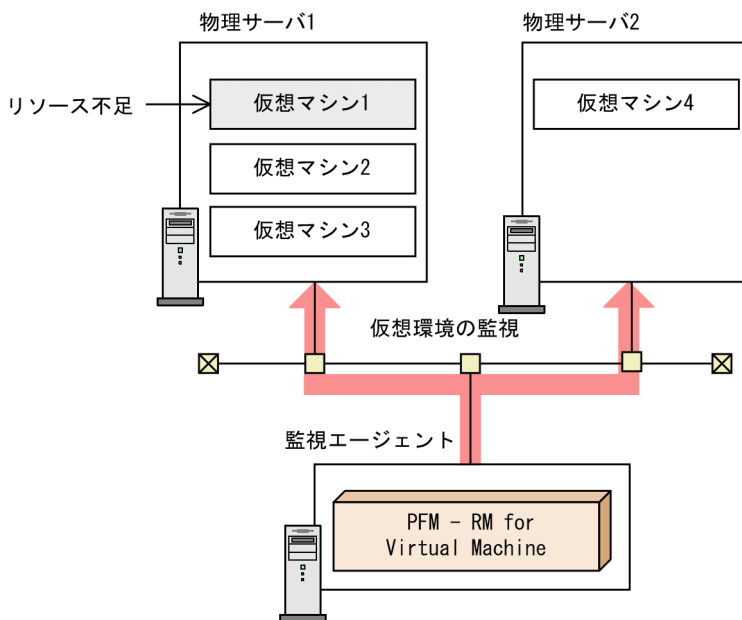 物理サーバ1
物理サーバ2
リソース不足
仮想マシン1
仮想マシン2
仮想マシン3
仮想マシン4
仮想環境の監視
監視エージェント
PFM - RM for
Virtual Machine